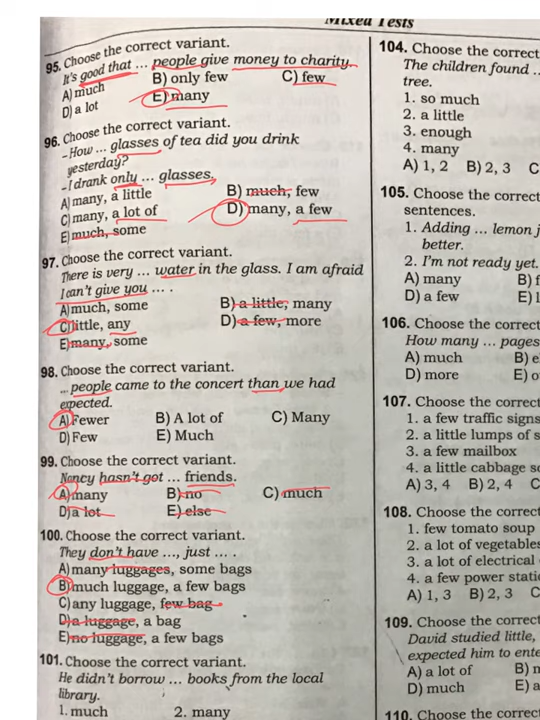 Mixed Tests
95. Choose the correct variant.
It's good that ... people give money to charity.
A) much B) only few C) few
D) a lot E) many
96. Choose the correct variant.
-How ... glasses of tea did you drink
yesterday?
-I drank only ... glasses.
A) many, a little B) much, few
C) many, a lot of D) many, a few
E) much, some
97. Choose the correct variant.
There is very ... water in the glass. I am afraid
I can't give you ... .
A) much, some B) a little, many
C) little, any D) a few, more
E) many, some
98. Choose the correct variant.
... people came to the concert than we had
expected.
A) Fewer B) A lot of C) Many
D) Few E) Much
99. Choose the correct variant.
Nancy hasn't got ... friends.
A) many B) no C) much
D) a lot E) else
100. Choose the correct variant.
They don't have ..., just ... .
A) many luggages, some bags
B) much luggage, a few bags
C) any luggage, few bag
D) a luggage, a bag
E) no luggage, a few bags
101. Choose the correct variant.
He didn't borrow ... books from the local
library.
1. much 2. many
104. Choose the correct
The children found ..
tree.
1. so much
2. a little
3. enough
4. many
A) 1, 2 B) 2, 3 C
105. Choose the correct
sentences.
1. Adding ... lemon j
better.
2. I'm not ready yet.
A) many B) f
D) a few E) l
106. Choose the correct
How many ... pages
A) much B) e
D) more E) o
107. Choose the correct
1. a few traffic signs
2. a little lumps of s
3. a few mailbox
4. a little cabbage so
A) 3, 4 B) 2, 4 C
108. Choose the correct
1. few tomato soup
2. a lot of vegetables
3. a lot of electrical
4. a few power stati
A) 1, 3 B) 2, 3 C
109. Choose the correct
David studied little,
expected him to ente
A) a lot of B) n
D) much E) a
110. Choose the correct